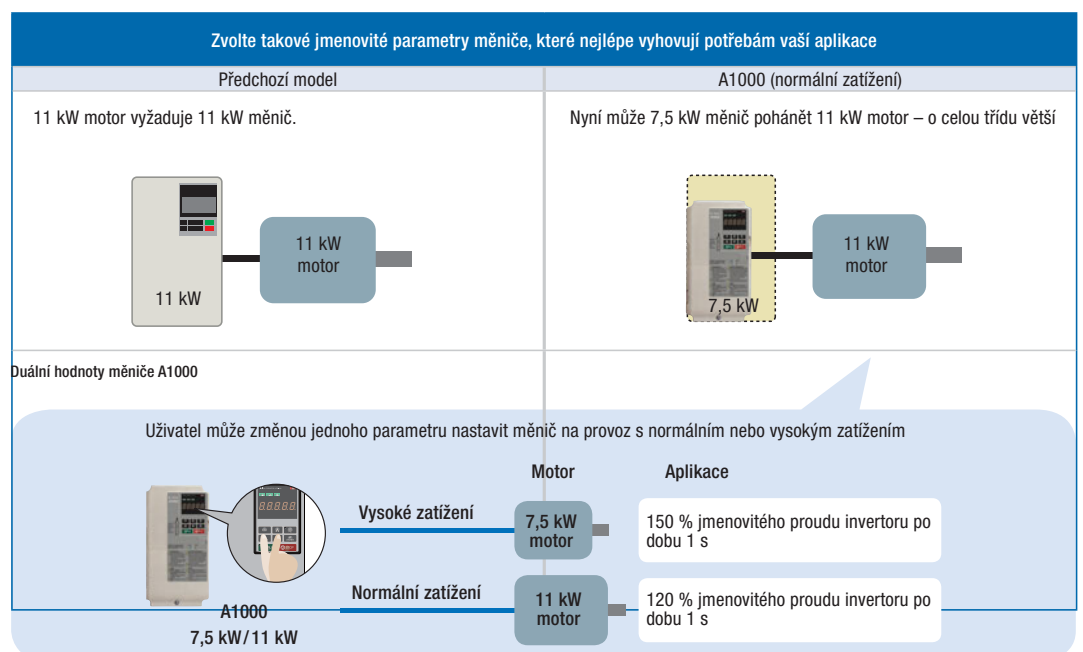 Zvolte takové jmenovité parametry měniče, které nejlépe vyhovují potřebám vaší aplikace
Předchozí model
A1000 (normální zatížení)
11 kW motor vyžaduje 11 kW měnič.
Nyní může 7,5 kW měnič pohánět 11 kW motor – o celou třídu větší
11 kW
motor
11 kW
11 kW
motor
7,5 kW
Duální hodnoty měniče A1000
Uživatel může změnou jednoho parametru nastavit měnič na provoz s normálním nebo vysokým zatížením
Motor
Aplikace
Vysoké zatížení
7,5 kW
motor
150 % jmenovitého proudu invertoru po
dobu 1 s
Normální zatížení
11 kW
motor
120 % jmenovitého proudu invertoru po
dobu 1 s
A1000
7,5 kW/11 kW